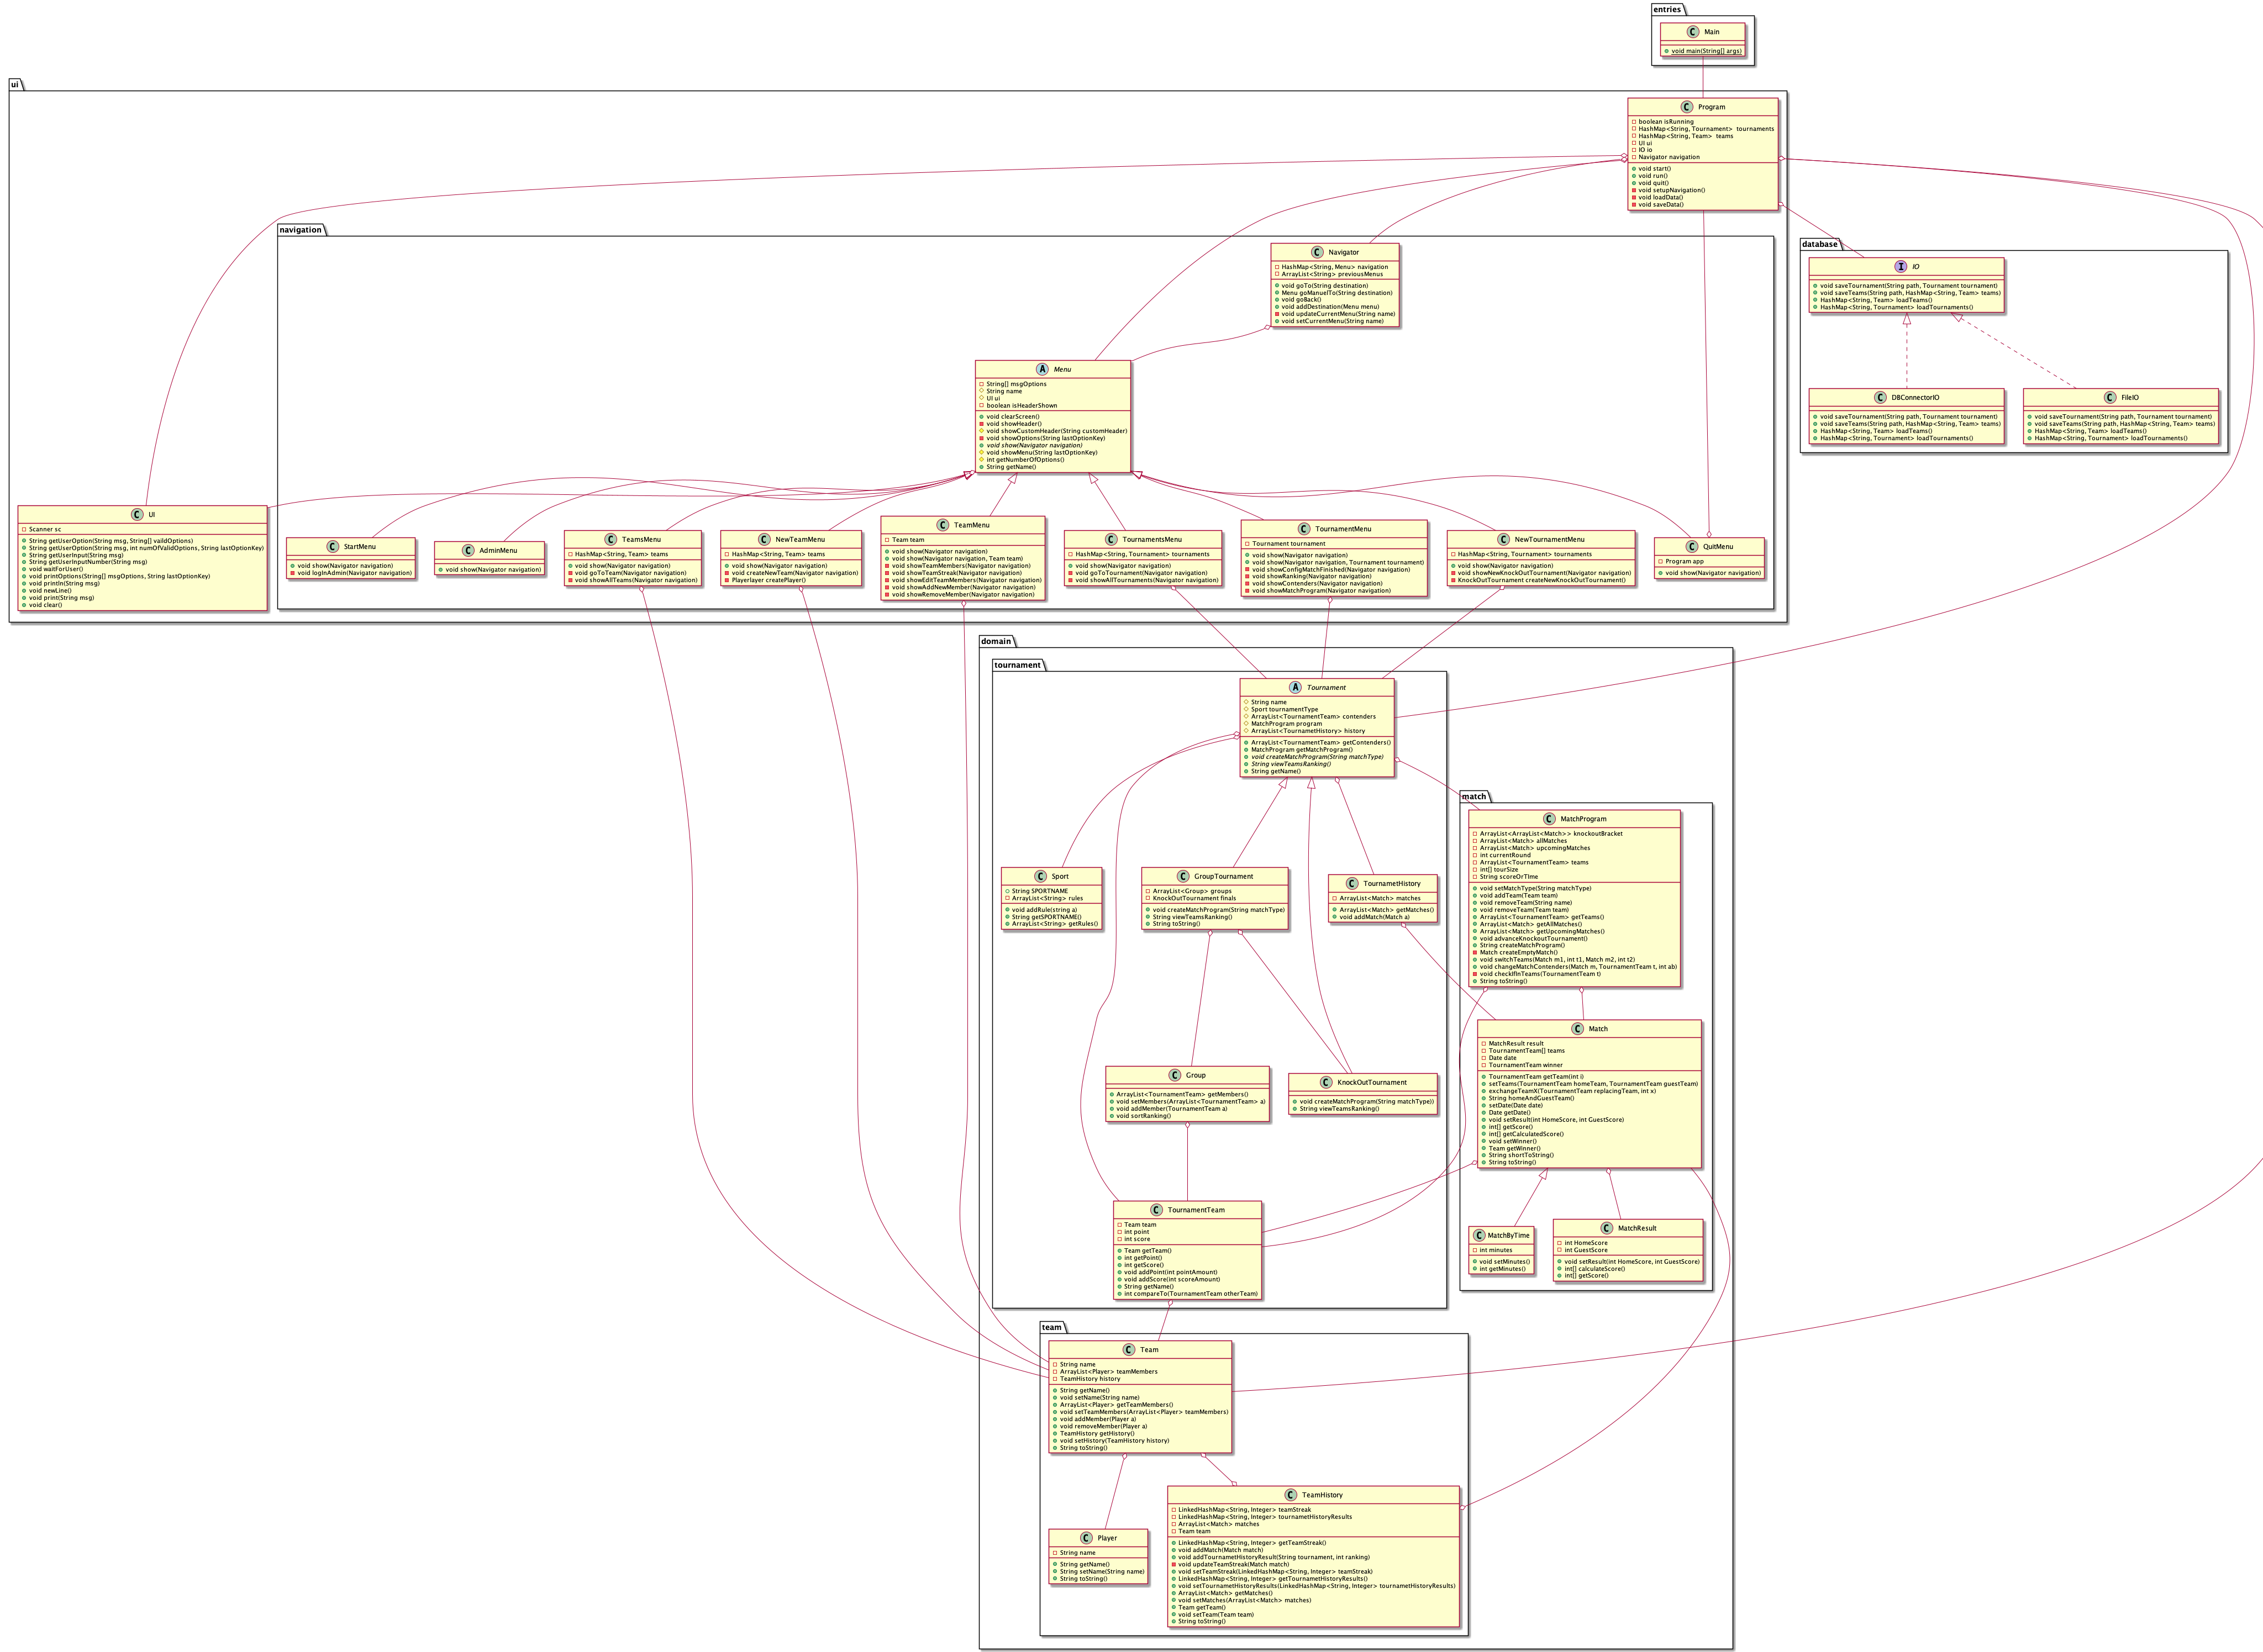 entries
C Main
void main(String[] args)
ui
C Program
boolean isRunning
HashMap<String, Tournament>  tournaments
HashMap<String, Team>  teams
UI ui
IO io
Navigator navigation
void start()
void run()
void quit()
void setupNavigation()
void loadData()
void saveData()
navigation
C Navigator
HashMap<String, Menu> navigation
ArrayList<String> previousMenus
void goTo(String destination)
Menu goManuelTo(String destination)
void goBack()
void addDestination(Menu menu)
void updateCurrentMenu(String name)
void setCurrentMenu(String name)
database
I IO
void saveTournament(String path, Tournament tournament)
void saveTeams(String path, HashMap<String, Team> teams)
HashMap<String, Team> loadTeams()
HashMap<String, Tournament> loadTournaments()
C DBConnectorIO
void saveTournament(String path, Tournament tournament)
void saveTeams(String path, HashMap<String, Team> teams)
HashMap<String, Team> loadTeams()
HashMap<String, Tournament> loadTournaments()
C FileIO
void saveTournament(String path, Tournament tournament)
void saveTeams(String path, HashMap<String, Team> teams)
HashMap<String, Team> loadTeams()
HashMap<String, Tournament> loadTournaments()
A Menu
String[] msgOptions
String name
UI ui
boolean isHeaderShown
void clearScreen()
void showHeader()
void showCustomHeader(String customHeader)
void showOptions(String lastOptionKey)
void show(Navigator navigation)
void showMenu(String lastOptionKey)
int getNumberOfOptions()
String getName()
C UI
Scanner sc
String getUserOption(String msg, String[] vaildOptions)
String getUserOption(String msg, int numOfValidOptions, String lastOptionKey)
String getUserInput(String msg)
String getUserInputNumber(String msg)
void waitForUser()
void printOptions(String[] msgOptions, String lastOptionKey)
void println(String msg)
void newLine()
void print(String msg)
void clear()
C StartMenu
void show(Navigator navigation)
void logInAdmin(Navigator navigation)
C AdminMenu
void show(Navigator navigation)
C TeamsMenu
HashMap<String, Team> teams
void show(Navigator navigation)
void goToTeam(Navigator navigation)
void showAllTeams(Navigator navigation)
C NewTeamMenu
HashMap<String, Team> teams
void show(Navigator navigation)
void createNewTeam(Navigator navigation)
Playerlayer createPlayer()
C TeamMenu
Team team
void show(Navigator navigation)
void show(Navigator navigation, Team team)
void showTeamMembers(Navigator navigation)
void showTeamStreak(Navigator navigation)
void showEditTeamMembers(Navigator navigation)
void showAddNewMember(Navigator navigation)
void showRemoveMember(Navigator navigation)
C TournamentsMenu
HashMap<String, Tournament> tournaments
void show(Navigator navigation)
void goToTournament(Navigator navigation)
void showAllTournaments(Navigator navigation)
C TournamentMenu
Tournament tournament
void show(Navigator navigation)
void show(Navigator navigation, Tournament tournament)
void showConfigMatchFinished(Navigator navigation)
void showRanking(Navigator navigation)
void showContenders(Navigator navigation)
void showMatchProgram(Navigator navigation)
C NewTournamentMenu
HashMap<String, Tournament> tournaments
void show(Navigator navigation)
void showNewKnockOutTournament(Navigator navigation)
KnockOutTournament createNewKnockOutTournament()
C QuitMenu
Program app
void show(Navigator navigation)
domain
tournament
A Tournament
String name
Sport tournamentType
ArrayList<TournamentTeam> contenders
MatchProgram program
ArrayList<TournametHistory> history
ArrayList<TournamentTeam> getContenders()
MatchProgram getMatchProgram()
void createMatchProgram(String matchType)
String viewTeamsRanking()
String getName()
C Sport
String SPORTNAME
ArrayList<String> rules
void addRule(string a)
String getSPORTNAME()
ArrayList<String> getRules()
C GroupTournament
ArrayList<Group> groups
KnockOutTournament finals
void createMatchProgram(String matchType)
String viewTeamsRanking()
String toString()
C TournametHistory
ArrayList<Match> matches
ArrayList<Match> getMatches()
void addMatch(Match a)
C Group
ArrayList<TournamentTeam> getMembers()
void setMembers(ArrayList<TournamentTeam> a)
void addMember(TournamentTeam a)
void sortRanking()
C KnockOutTournament
void createMatchProgram(String matchType))
String viewTeamsRanking()
C TournamentTeam
Team team
int point
int score
Team getTeam()
int getPoint()
int getScore()
void addPoint(int pointAmount)
void addScore(int scoreAmount)
String getName()
int compareTo(TournamentTeam otherTeam)
match
C MatchProgram
ArrayList<ArrayList<Match>> knockoutBracket
ArrayList<Match> allMatches
ArrayList<Match> upcomingMatches
int currentRound
ArrayList<TournamentTeam> teams
int[] tourSize
String scoreOrTIme
void setMatchType(String matchType)
void addTeam(Team team)
void removeTeam(String name)
void removeTeam(Team team)
ArrayList<TournamentTeam> getTeams()
ArrayList<Match> getAllMatches()
ArrayList<Match> getUpcomingMatches()
void advanceKnockoutTournament()
String createMatchProgram()
Match createEmptyMatch()
void switchTeams(Match m1, int t1, Match m2, int t2)
void changeMatchContenders(Match m, TournamentTeam t, int ab)
void checkIfInTeams(TournamentTeam t)
String toString()
C Match
MatchResult result
TournamentTeam[] teams
Date date
TournamentTeam winner
TournamentTeam getTeam(int i)
setTeams(TournamentTeam homeTeam, TournamentTeam guestTeam)
exchangeTeamX(TournamentTeam replacingTeam, int x)
String homeAndGuestTeam()
setDate(Date date)
Date getDate()
void setResult(int HomeScore, int GuestScore)
int[] getScore()
int[] getCalculatedScore()
void setWinner()
Team getWinner()
String shortToString()
String toString()
C MatchByTime
int minutes
void setMinutes()
int getMinutes()
C MatchResult
int HomeScore
int GuestScore
void setResult(int HomeScore, int GuestScore)
int[] calculateScore()
int[] getScore()
team
C Team
String name
ArrayList<Player> teamMembers
TeamHistory history
String getName()
void setName(String name)
ArrayList<Player> getTeamMembers()
void setTeamMembers(ArrayList<Player> teamMembers)
void addMember(Player a)
void removeMember(Player a)
TeamHistory getHistory()
void setHistory(TeamHistory history)
String toString()
C Player
String name
String getName()
String setName(String name)
String toString()
C TeamHistory
LinkedHashMap<String, Integer> teamStreak
LinkedHashMap<String, Integer> tournametHistoryResults
ArrayList<Match> matches
Team team
LinkedHashMap<String, Integer> getTeamStreak()
void addMatch(Match match)
void addTournametHistoryResult(String tournament, int ranking)
void updateTeamStreak(Match match)
void setTeamStreak(LinkedHashMap<String, Integer> teamStreak)
LinkedHashMap<String, Integer> getTournametHistoryResults()
void setTournametHistoryResults(LinkedHashMap<String, Integer> tournametHistoryResults)
ArrayList<Match> getMatches()
void setMatches(ArrayList<Match> matches)
Team getTeam()
void setTeam(Team team)
String toString()